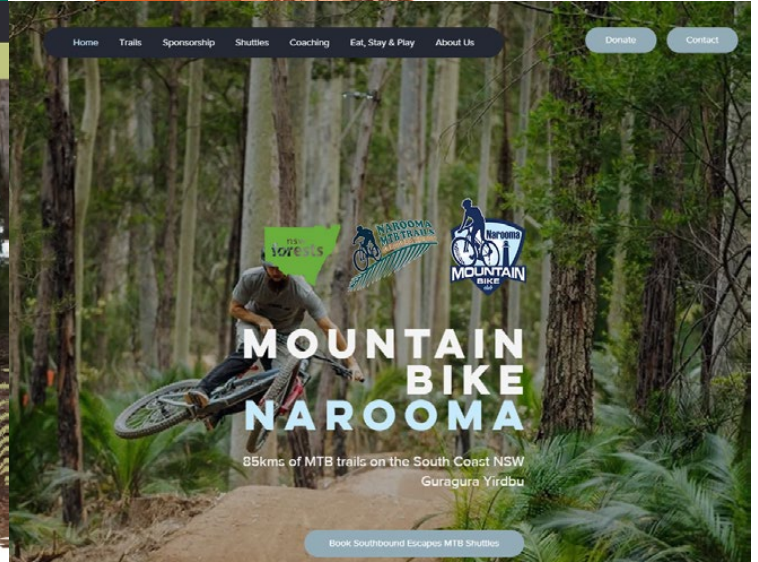 Home Trails Sponsorship Shuttles Coaching Eat, Stay & Play About Us Donate Contact
nsw
forests
NAROOMA
MTB TRAILS
Narooma
MOUNTAIN
BIKE
club
MOUNTAIN
BIKE
NAROOMA
85kms of MTB trails on the South Coast NSW
Guragura Yirdbu
Book Southbound Escapes MTB Shuttles